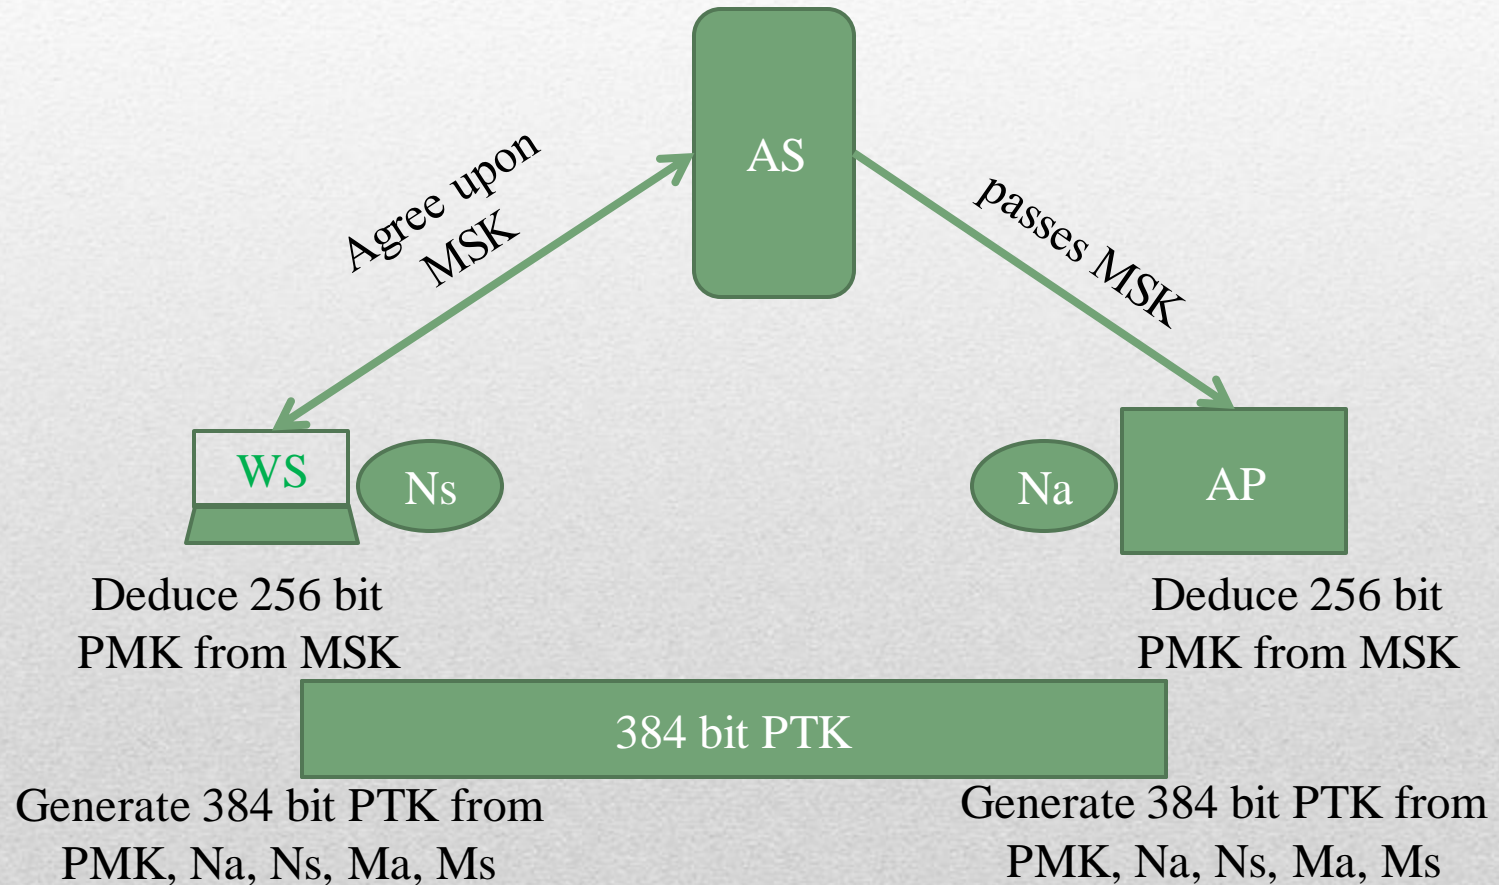 AS
Agree upon
MSK
passes MSK
WS
Ns
Na
AP
Deduce 256 bit
PMK from MSK
Deduce 256 bit
PMK from MSK
384 bit PTK
Generate 384 bit PTK from
PMK, Na, Ns, Ma, Ms
Generate 384 bit PTK from
PMK, Na, Ns, Ma, Ms